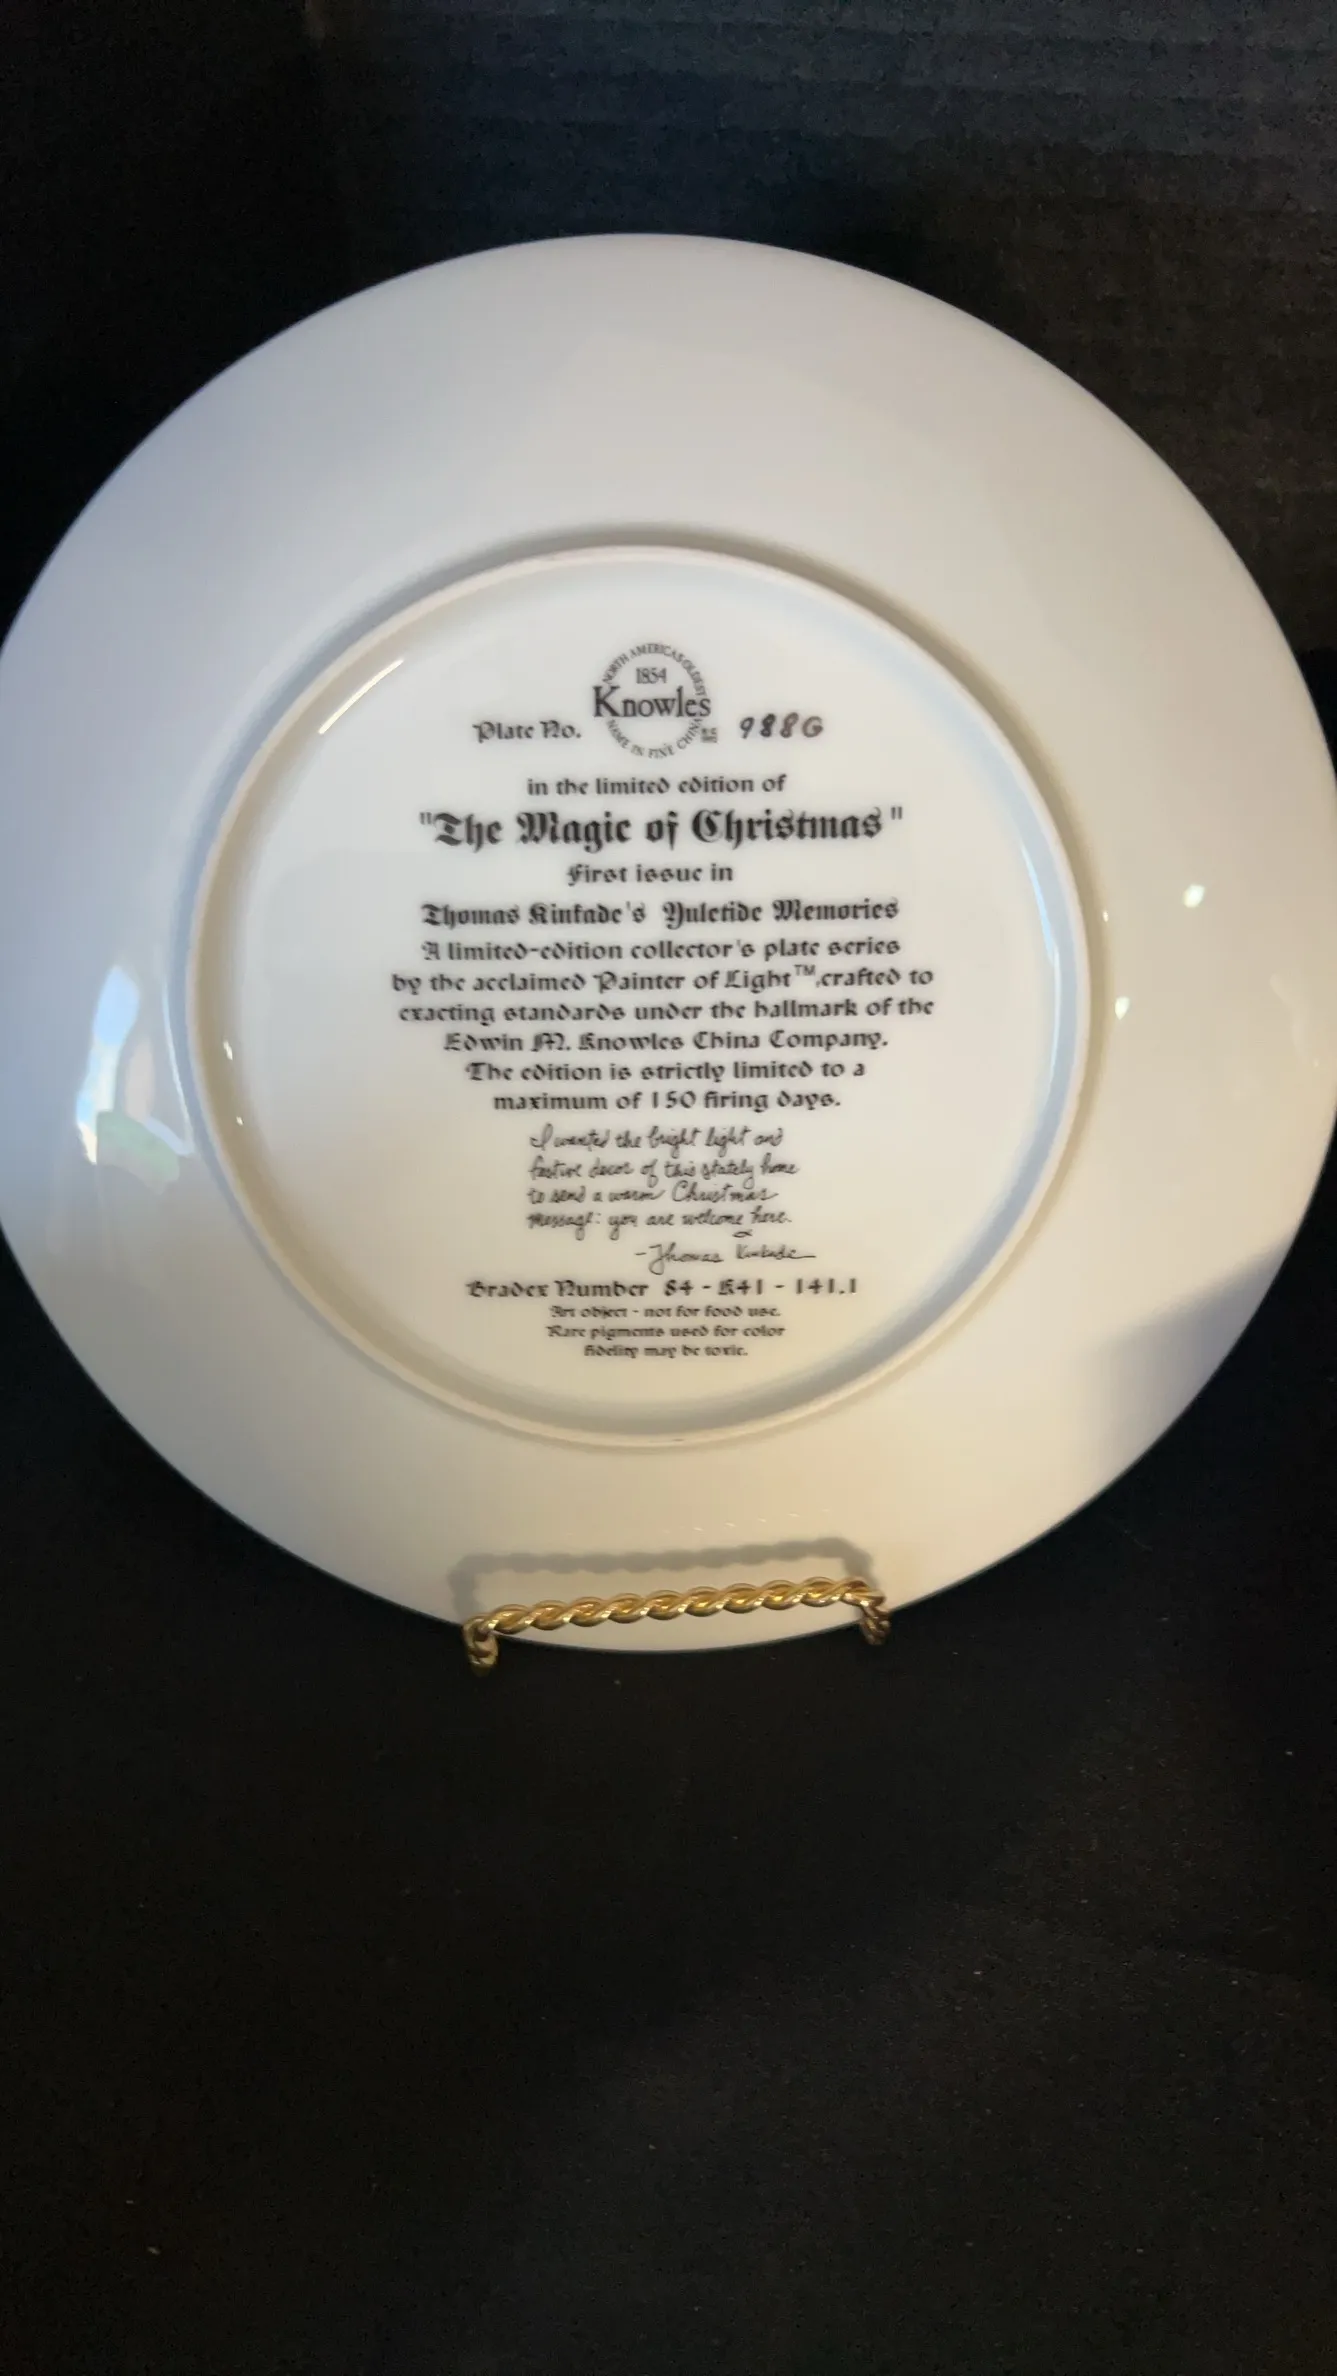 NORTH AMERICA'S OLDEST
1854
Knowles
NAME IN FINE CHINA
Plate No. 988G
in the limited edition of
"The Magic of Christmas"
First issue in
Thomas Kinkade's Yuletide Memories
A limited-edition collector's plate series
by the acclaimed Painter of Light™, crafted to
exacting standards under the hallmark of the
Edwin M. Knowles China Company.
The edition is strictly limited to a
maximum of 150 firing days.
I wanted the bright light and
festive decor of this stately home
to send a warm Christmas
message: you are welcome here.
-Thomas Kinkade
Bradex Number 84 - K41 - 141.1
Art object - not for food use.
Rare pigments used for color
fidelity may be toxic.